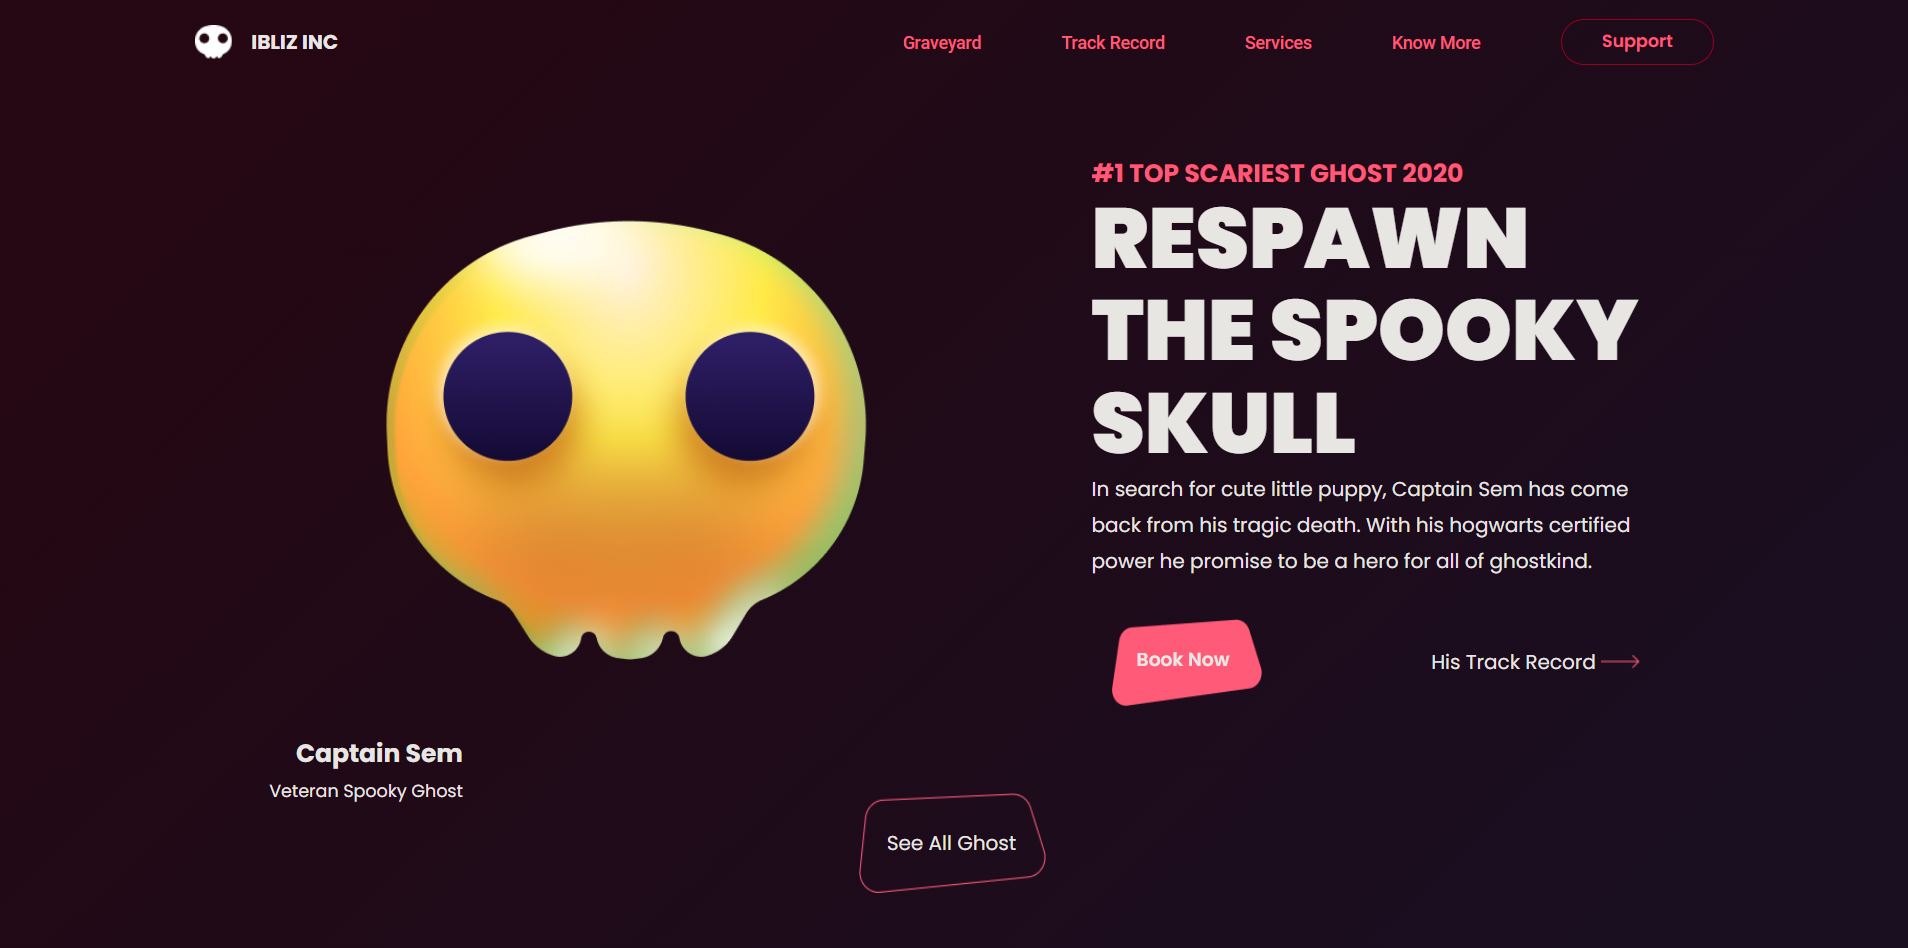 IBLIZ INC
Graveyard
Track Record
Services
Know More
Support
#1 TOP SCARIEST GHOST 2020
RESPAWN
THE SPOOKY
SKULL
In search for cute little puppy, Captain Sem has come
back from his tragic death. With his hogwarts certified
power he promise to be a hero for all of ghostkind.
Book Now
His Track Record
Captain Sem
Veteran Spooky Ghost
See All Ghost